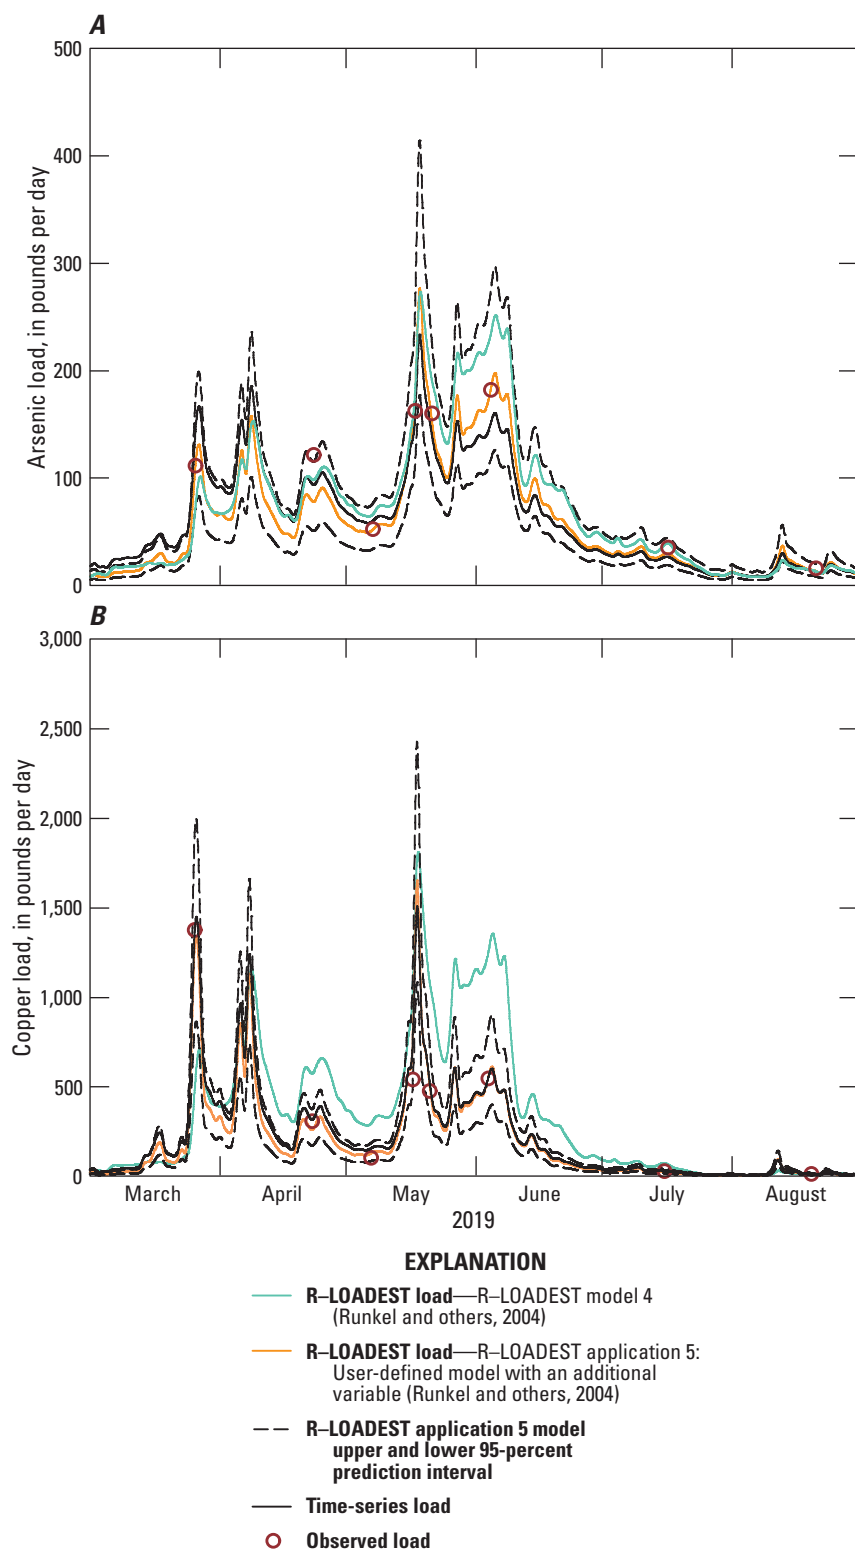 A
500
400
300
200
100
0
Arsenic load, in pounds per day
B
3,000
2,500
2,000
1,500
1,000
500
0
Copper load, in pounds per day
March April May June July August
2019
EXPLANATION
R–LOADEST load—R–LOADEST model 4
(Runkel and others, 2004)
R–LOADEST load—R–LOADEST application 5:
User-defined model with an additional
variable (Runkel and others, 2004)
R–LOADEST application 5 model
upper and lower 95-percent
prediction interval
Time-series load
Observed load